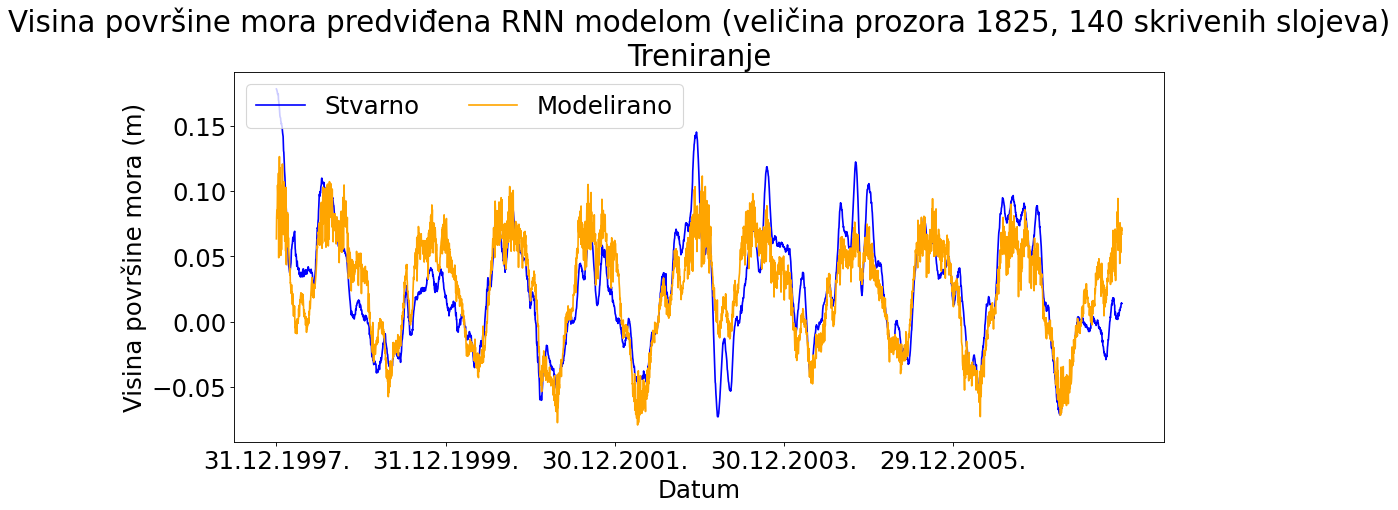 Visina površine mora predviđena RNN modelom (veličina prozora 1825, 140 skrivenih slojeva)
Treniranje
Stvarno Modelirano
Visina površine mora (m)
0.15
0.10
0.05
0.00
−0.05
31.12.1997. 31.12.1999. 30.12.2001. 30.12.2003. 29.12.2005.
Datum